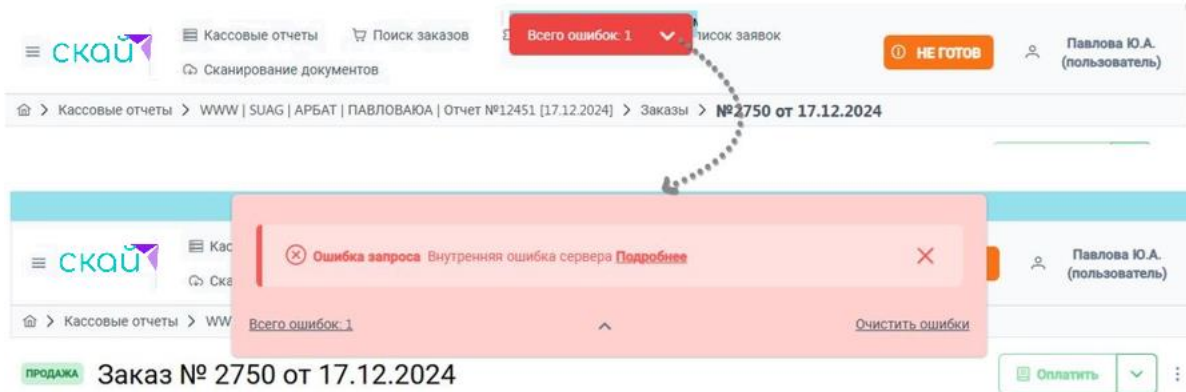 Кассовые отчеты Поиск заказов Всего ошибок: 1 писок заявок
скай НЕ ГОТОВ Павлова Ю.А.
(пользователь)
Сканирование документов
Кассовые отчеты > WWW | SUAG | АРБАТ | ПАВЛОВАЮА | Отчет №12451 [17.12.2024] > Заказы > №2750 от 17.12.2024
скай Кас Ошибка запроса Внутренняя ошибка сервера Подробнее Павлова Ю.А.
Ска (пользователь)
Кассовые отчеты > WW Всего ошибок: 1 Очистить ошибки
ПРОДАЖА Заказ № 2750 от 17.12.2024 Оплатить